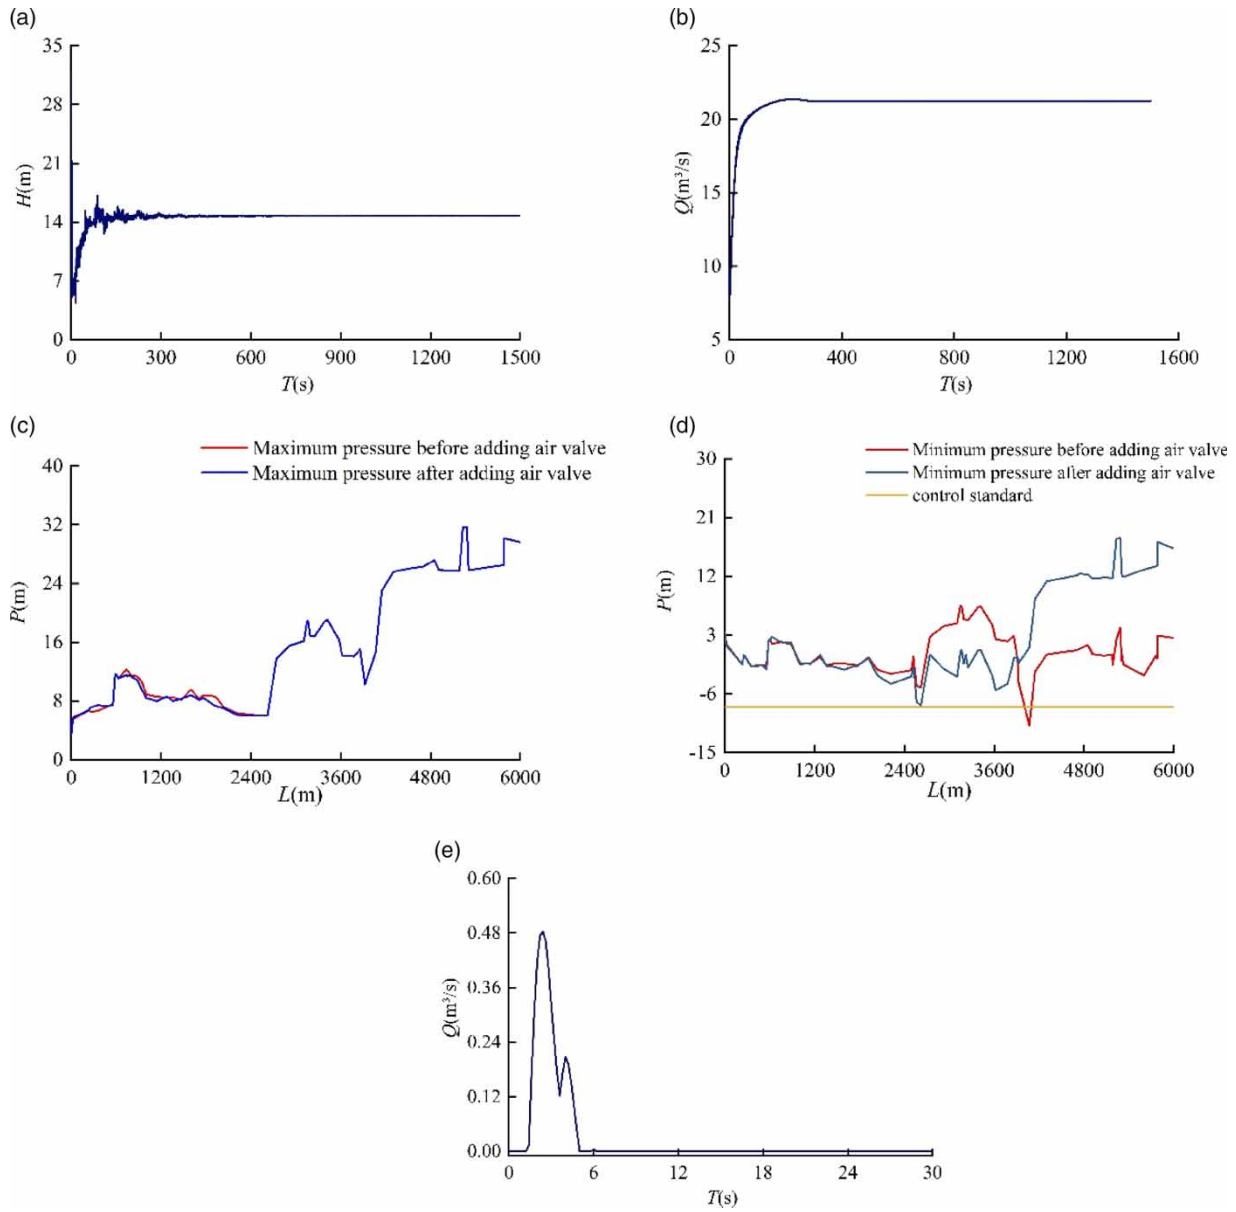 (a)
35
28
21
14
7
0
H(m)
0 300 600 900 1200 1500
T(s)
(b)
25
20
15
10
5
Q(m³/s)
0 400 800 1200 1600
T(s)
(c)
Maximum pressure before adding air valve
Maximum pressure after adding air valve
40
32
24
16
8
0
P(m)
0 1200 2400 3600 4800 6000
L(m)
(d)
Minimum pressure before adding air valve
Minimum pressure after adding air valve
control standard
30
21
12
3
-6
-15
P(m)
0 1200 2400 3600 4800 6000
L(m)
(e)
0.60
0.48
0.36
0.24
0.12
0.00
Q(m³/s)
0 6 12 18 24 30
T(s)